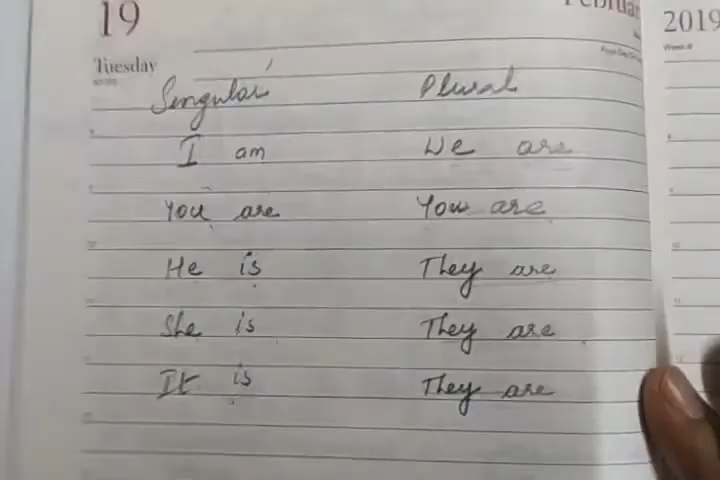 19 February 2019
Tuesday
Singular Plural
I am We are
You are You are
He is They are
She is They are
It is They are